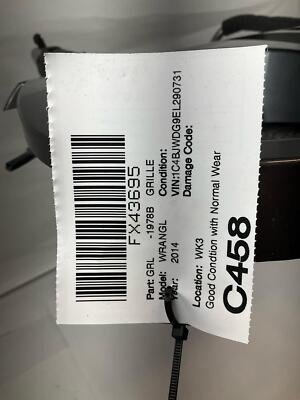 FX43695
Part: GRL -1978B GRILLE
Model: WRANGL Condition:
Year: 2014 VIN:1C4BJWDG9EL290731
Damage Code:
Location: WK3
Good Condtion with Normal Wear
C458